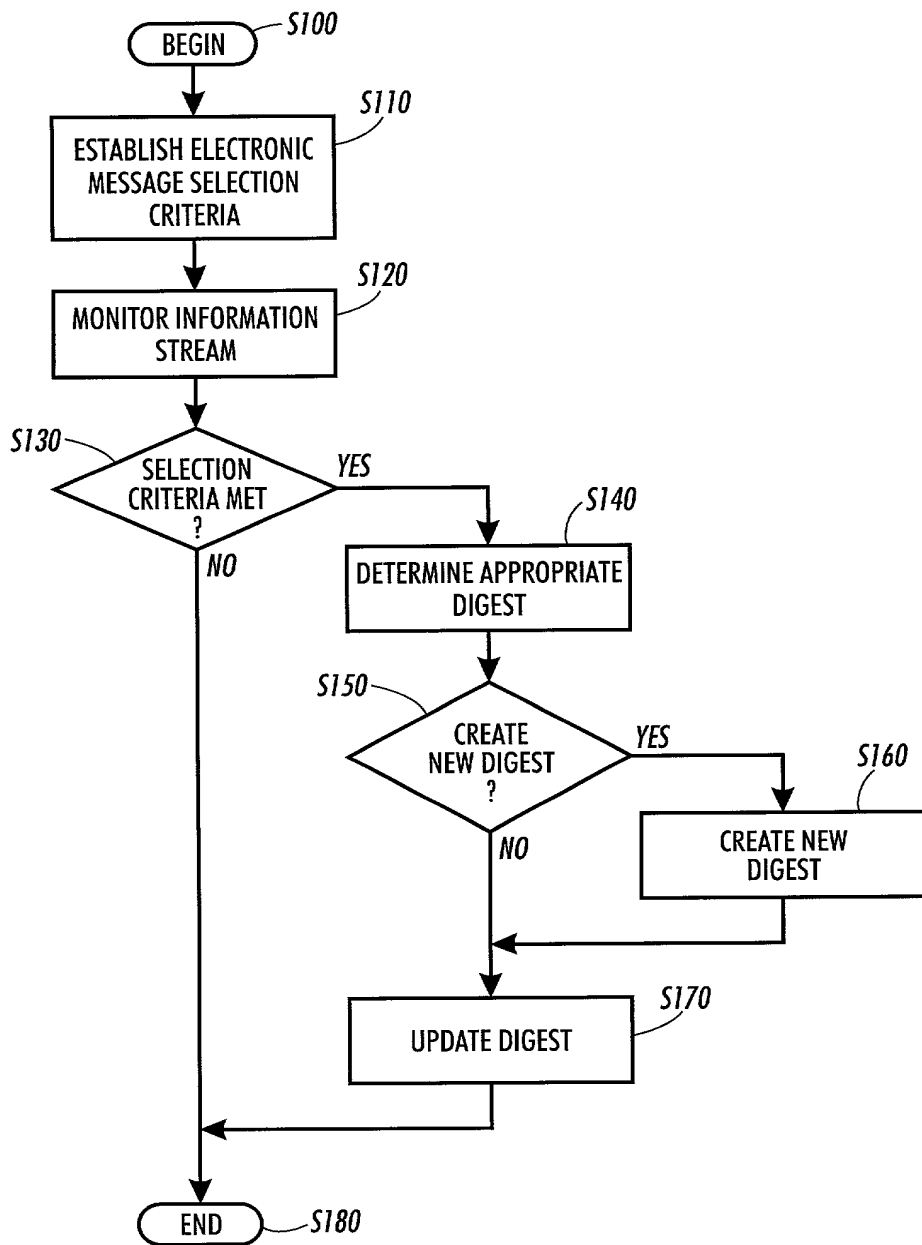 BEGIN
S100
S110
ESTABLISH ELECTRONIC
MESSAGE SELECTION
CRITERIA
S120
MONITOR INFORMATION
STREAM
S130
SELECTION
CRITERIA MET
?
YES
NO
S140
DETERMINE APPROPRIATE
DIGEST
S150
CREATE
NEW DIGEST
?
YES
NO
S160
CREATE NEW
DIGEST
S170
UPDATE DIGEST
END
S180